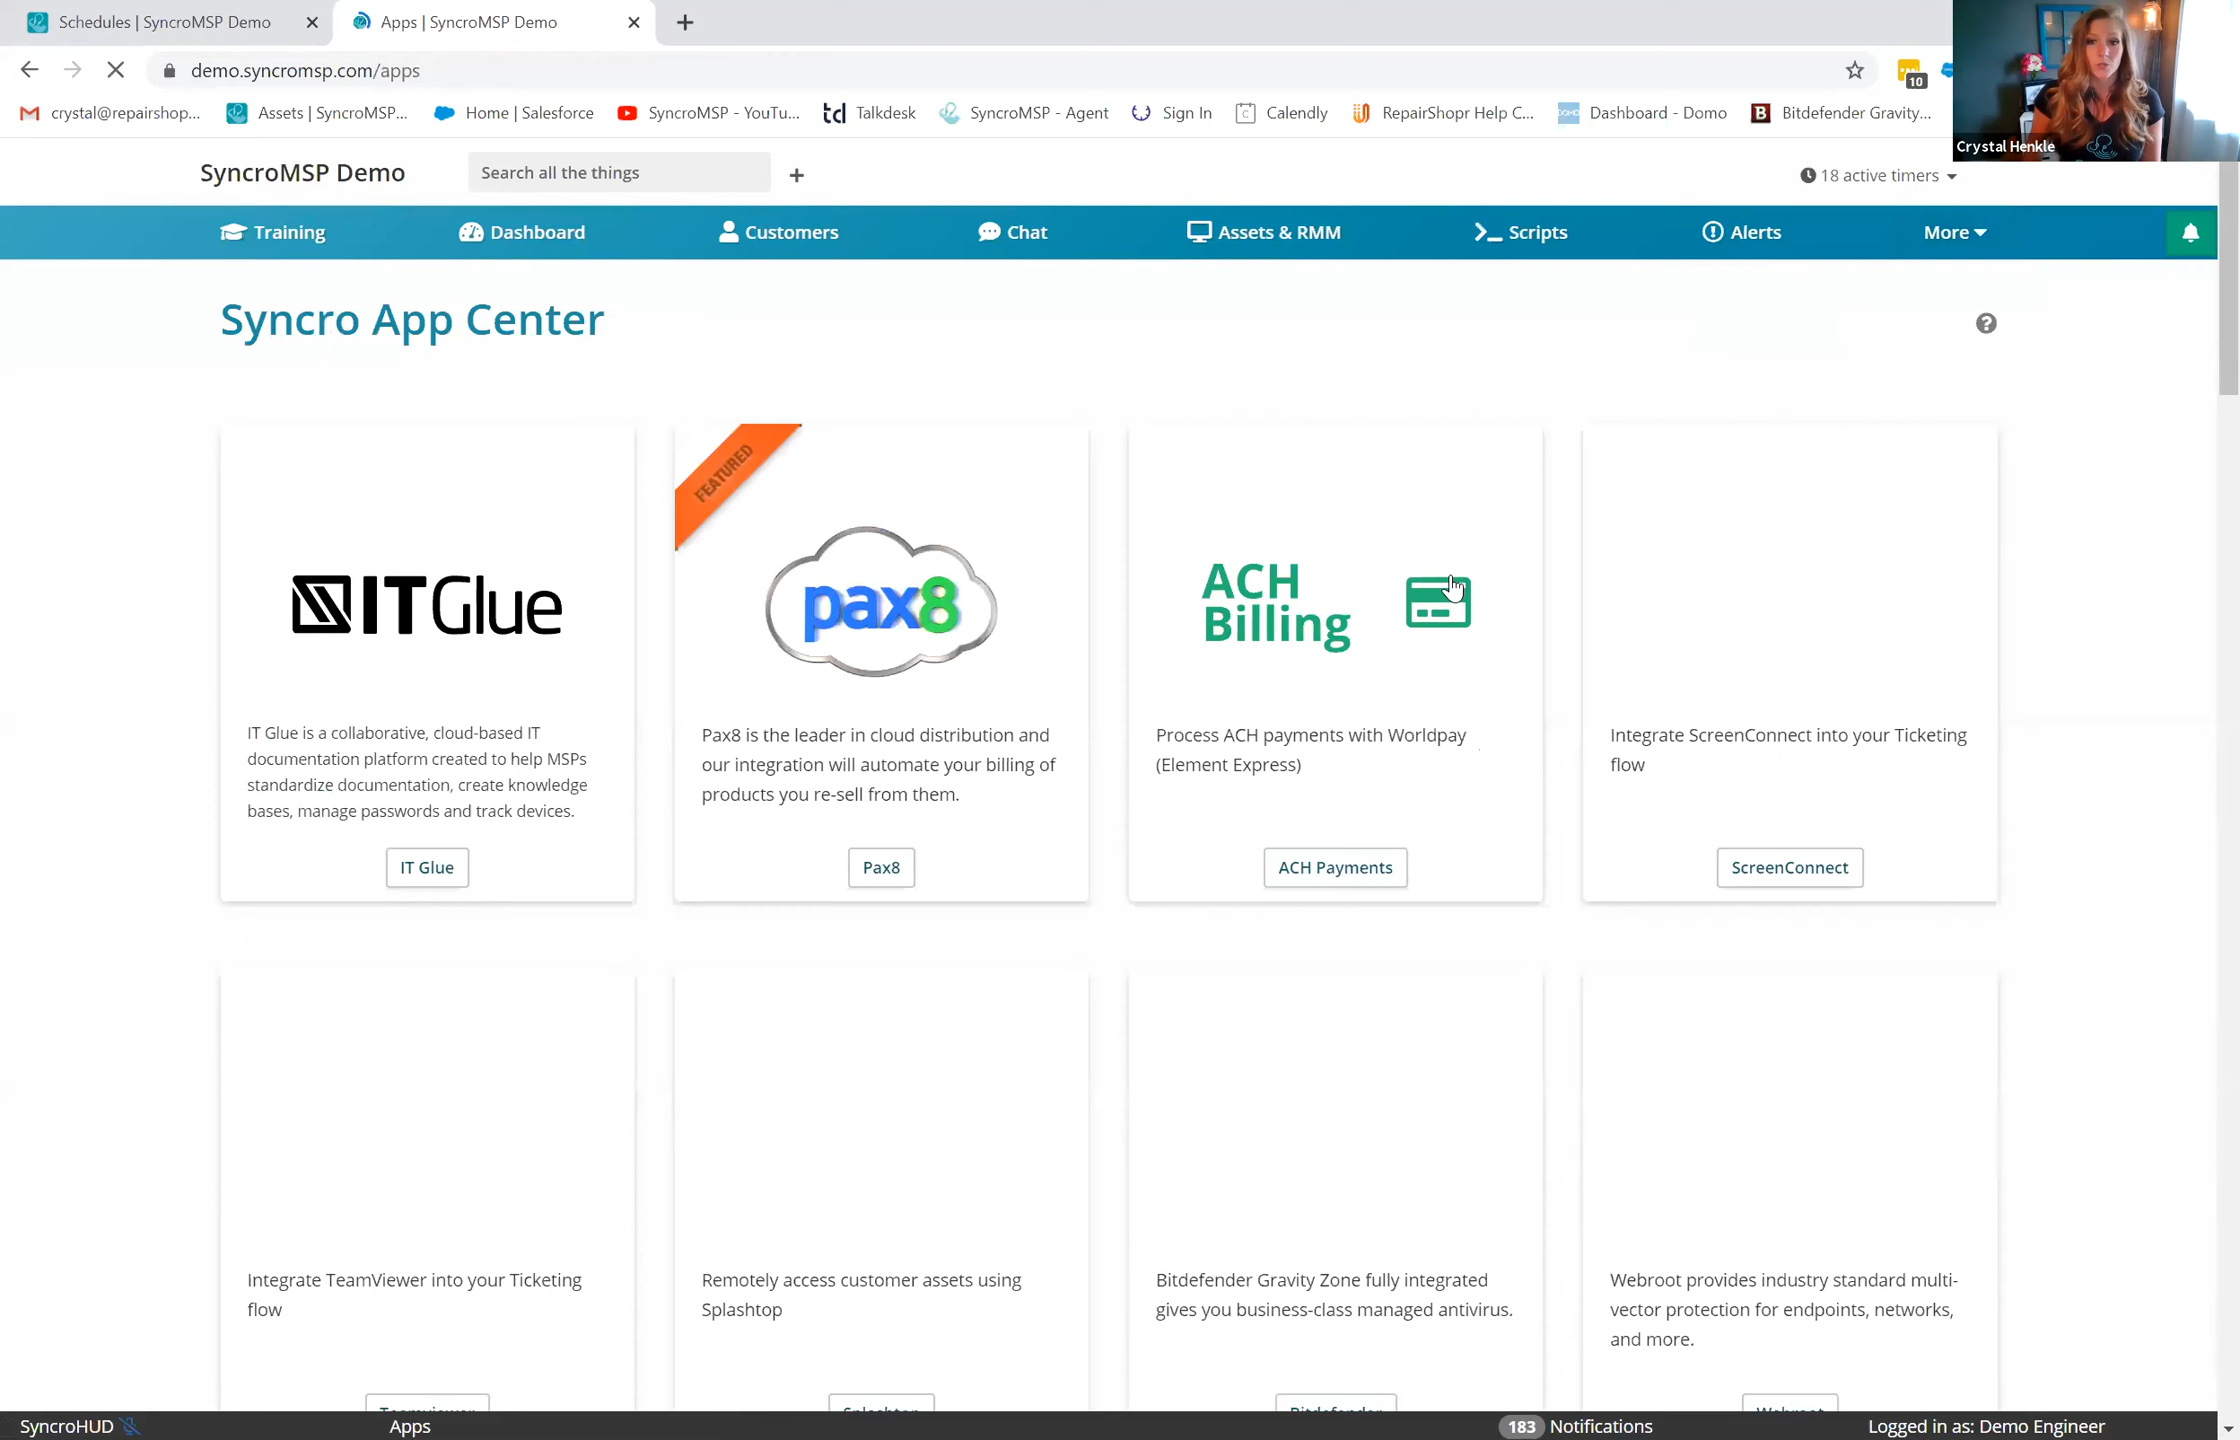 Schedules | SyncroMSP Demo
Apps | SyncroMSP Demo
demo.syncromsp.com/apps
10
crystal@repairshop...
Assets | SyncroMSP...
Home | Salesforce
SyncroMSP - YouTu...
td Talkdesk
SyncroMSP - Agent
Sign In
C Calendly
RepairShopr Help C...
DOMO Dashboard - Domo
B Bitdefender Gravity...
Crystal Henkle
SyncroMSP Demo
Search all the things
18 active timers
Training
Dashboard
Customers
Chat
Assets & RMM
Scripts
Alerts
More
Syncro App Center
FEATURED
ITGlue
pax8
ACH
Billing
IT Glue is a collaborative, cloud-based IT
documentation platform created to help MSPs
standardize documentation, create knowledge
bases, manage passwords and track devices.
Pax8 is the leader in cloud distribution and
our integration will automate your billing of
products you re-sell from them.
Process ACH payments with Worldpay
(Element Express)
Integrate ScreenConnect into your Ticketing
flow
IT Glue
Pax8
ACH Payments
ScreenConnect
Integrate TeamViewer into your Ticketing
flow
Remotely access customer assets using
Splashtop
Bitdefender Gravity Zone fully integrated
gives you business-class managed antivirus.
Webroot provides industry standard multi-
vector protection for endpoints, networks,
and more.
Teamviewer
Splashtop
Bitdefender
Webroot
SyncroHUD
Apps
183 Notifications
Logged in as: Demo Engineer